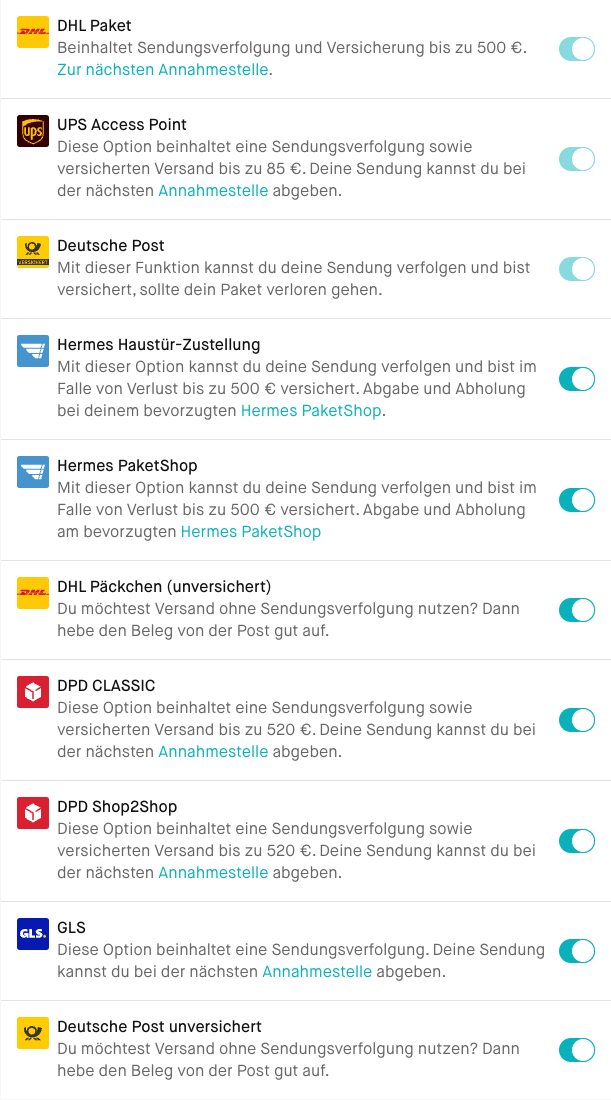 DHL Paket
Beinhaltet Sendungsverfolgung und Versicherung bis zu 500 €.
Zur nächsten Annahmestelle.
ups
UPS Access Point
Diese Option beinhaltet eine Sendungsverfolgung sowie
versicherten Versand bis zu 85 €. Deine Sendung kannst du bei
der nächsten Annahmestelle abgeben.
VERSICHERT
Deutsche Post
Mit dieser Funktion kannst du deine Sendung verfolgen und bist
versichert, sollte dein Paket verloren gehen.
Hermes Haustür-Zustellung
Mit dieser Option kannst du deine Sendung verfolgen und bist im
Falle von Verlust bis zu 500 € versichert. Abgabe und Abholung
bei deinem bevorzugten Hermes PaketShop.
Hermes PaketShop
Mit dieser Option kannst du deine Sendung verfolgen und bist im
Falle von Verlust bis zu 500 € versichert. Abgabe und Abholung
am bevorzugten Hermes PaketShop
DHL
DHL Päckchen (unversichert)
Du möchtest Versand ohne Sendungsverfolgung nutzen? Dann
hebe den Beleg von der Post gut auf.
DPD CLASSIC
Diese Option beinhaltet eine Sendungsverfolgung sowie
versicherten Versand bis zu 520 €. Deine Sendung kannst du bei
der nächsten Annahmestelle abgeben.
DPD Shop2Shop
Diese Option beinhaltet eine Sendungsverfolgung sowie
versicherten Versand bis zu 520 €. Deine Sendung kannst du bei
der nächsten Annahmestelle abgeben.
GLS.
GLS
Diese Option beinhaltet eine Sendungsverfolgung. Deine Sendung
kannst du bei der nächsten Annahmestelle abgeben.
Deutsche Post unversichert
Du möchtest Versand ohne Sendungsverfolgung nutzen? Dann
hebe den Beleg von der Post gut auf.